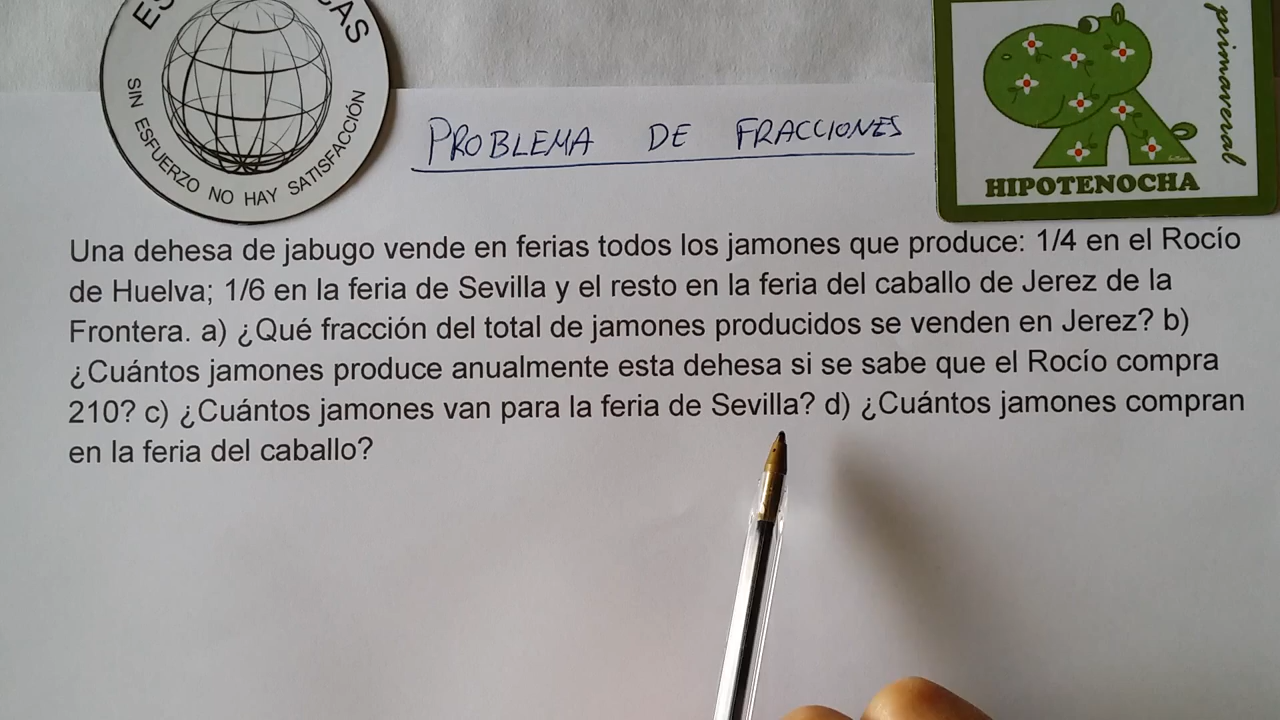 SIN ESFUERZO NO HAY SATISFACCIÓN
PROBLEMA DE FRACCIONES
primaveral
HIPOTENOCHA
Una dehesa de jabugo vende en ferias todos los jamones que produce: 1/4 en el Rocío
de Huelva; 1/6 en la feria de Sevilla y el resto en la feria del caballo de Jerez de la
Frontera. a) ¿Qué fracción del total de jamones producidos se venden en Jerez? b)
¿Cuántos jamones produce anualmente esta dehesa si se sabe que el Rocío compra
210? c) ¿Cuántos jamones van para la feria de Sevilla? d) ¿Cuántos jamones compran
en la feria del caballo?